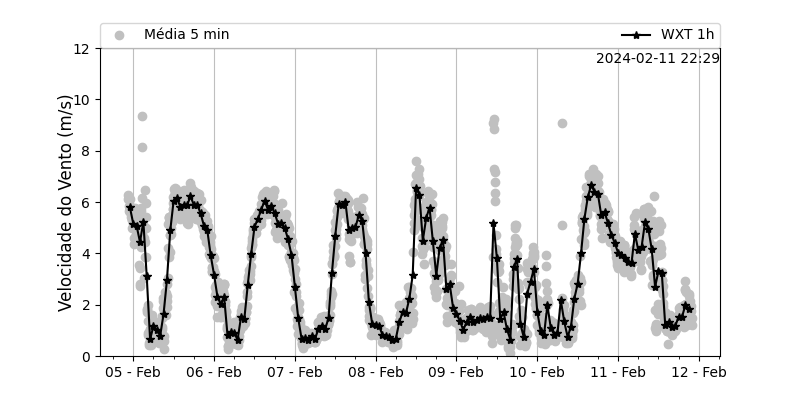 Média 5 min WXT 1h
2024-02-11 22:29
Velocidade do Vento (m/s)
12
10
8
6
4
2
0
05 - Feb 06 - Feb 07 - Feb 08 - Feb 09 - Feb 10 - Feb 11 - Feb 12 - Feb